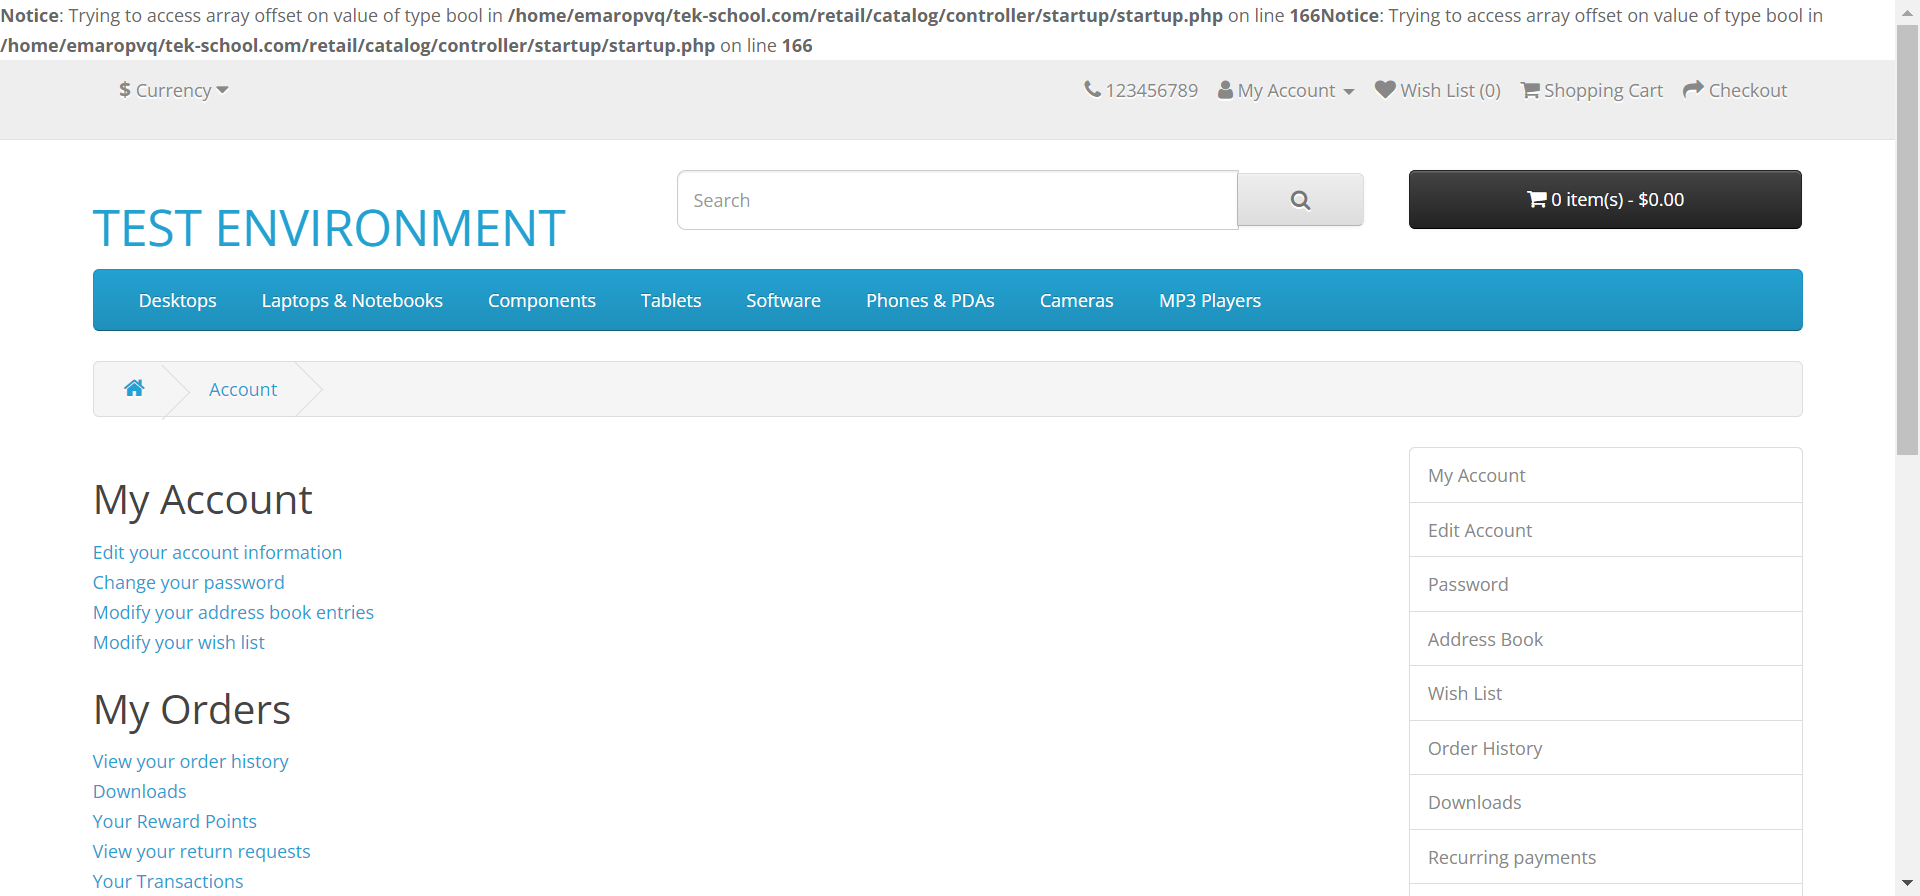 Notice: Trying to access array offset on value of type bool in /home/emaropvq/tek-school.com/retail/catalog/controller/startup/startup.php on line 166Notice: Trying to access array offset on value of type bool in
/home/emaropvq/tek-school.com/retail/catalog/controller/startup/startup.php on line 166
$ Currency
123456789 My Account Wish List (0) Shopping Cart Checkout
TEST ENVIRONMENT
Search
0 item(s) - $0.00
Desktops Laptops & Notebooks Components Tablets Software Phones & PDAs Cameras MP3 Players
Account
My Account
Edit your account information
Change your password
Modify your address book entries
Modify your wish list
My Orders
View your order history
Downloads
Your Reward Points
View your return requests
Your Transactions
My Account
Edit Account
Password
Address Book
Wish List
Order History
Downloads
Recurring payments